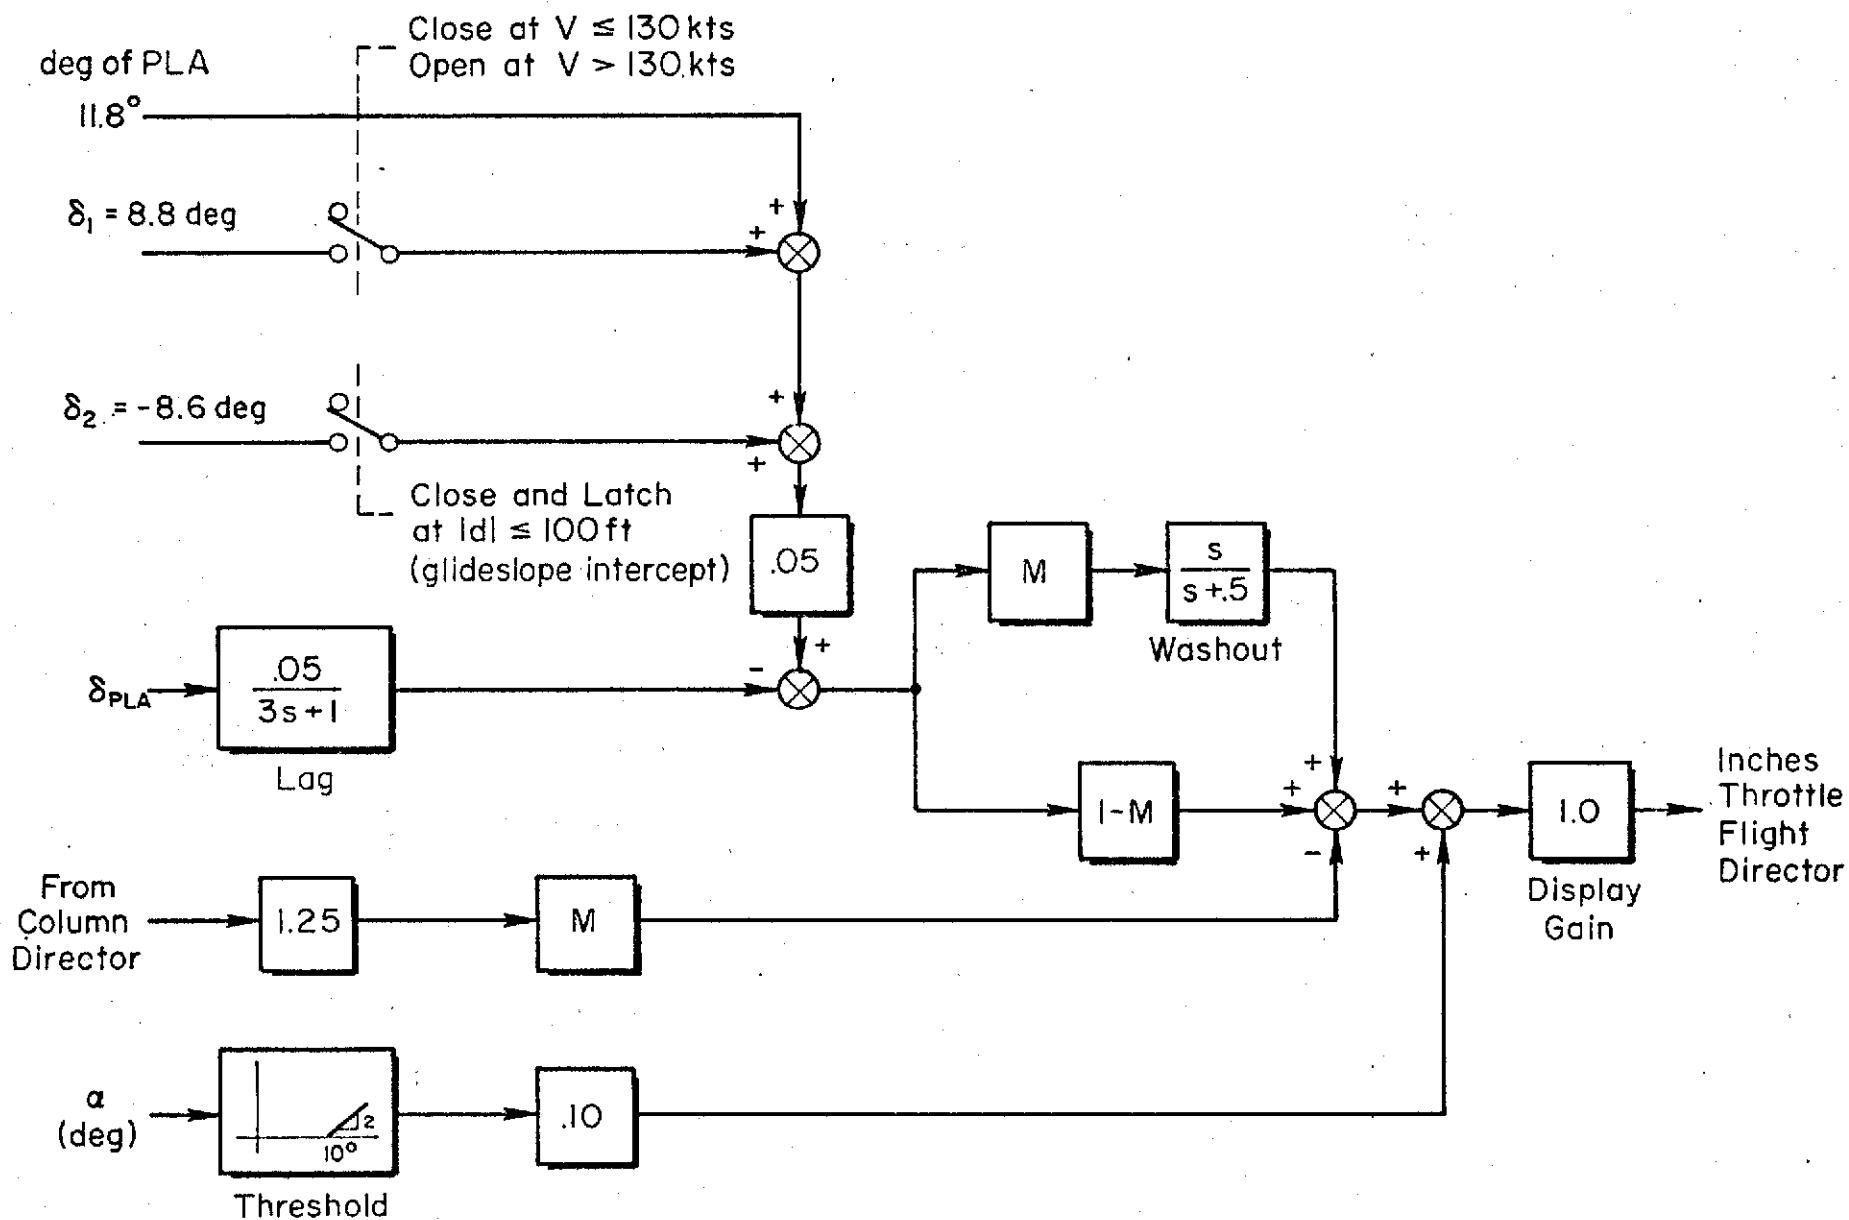 Close at V ≤ 130 kts
Open at V > 130 kts
deg of PLA
11.8°
δ₁ = 8.8 deg
+
+
δ₂ = -8.6 deg
+
+
Close and Latch
at |d| ≤ 100 ft
(glideslope intercept)
.05
M
s
s+.5
Washout
+
-
δPLA
.05
3s+1
Lag
+
+
-
1-M
+
+
1.0
Display
Gain
Inches
Throttle
Flight
Director
From
Column
Director
1.25
M
α
(deg)
2
10°
Threshold
.10